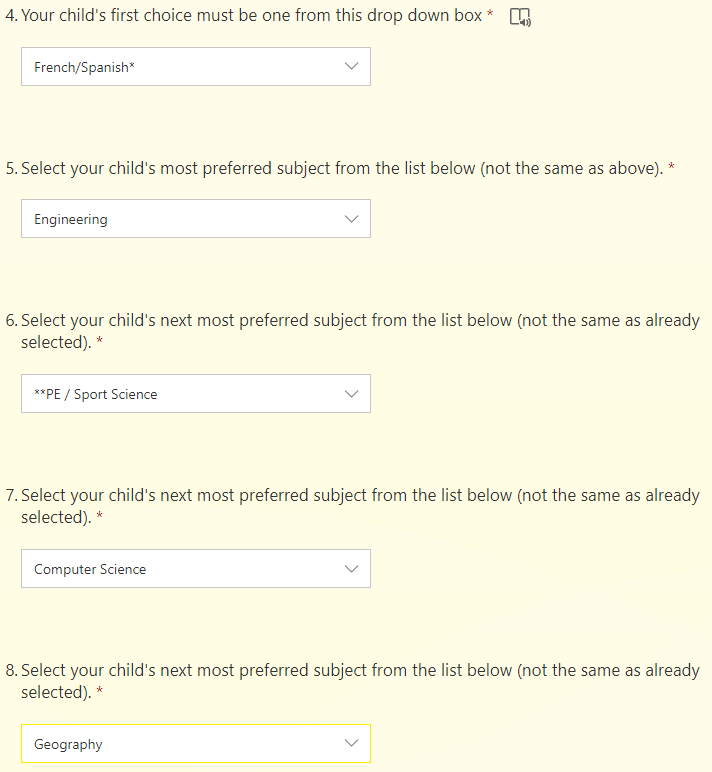 4. Your child's first choice must be one from this drop down box *
French/Spanish*
5. Select your child's most preferred subject from the list below (not the same as above). *
Engineering
6. Select your child's next most preferred subject from the list below (not the same as already
selected). *
**PE / Sport Science
7. Select your child's next most preferred subject from the list below (not the same as already
selected). *
Computer Science
8. Select your child's next most preferred subject from the list below (not the same as already
selected). *
Geography